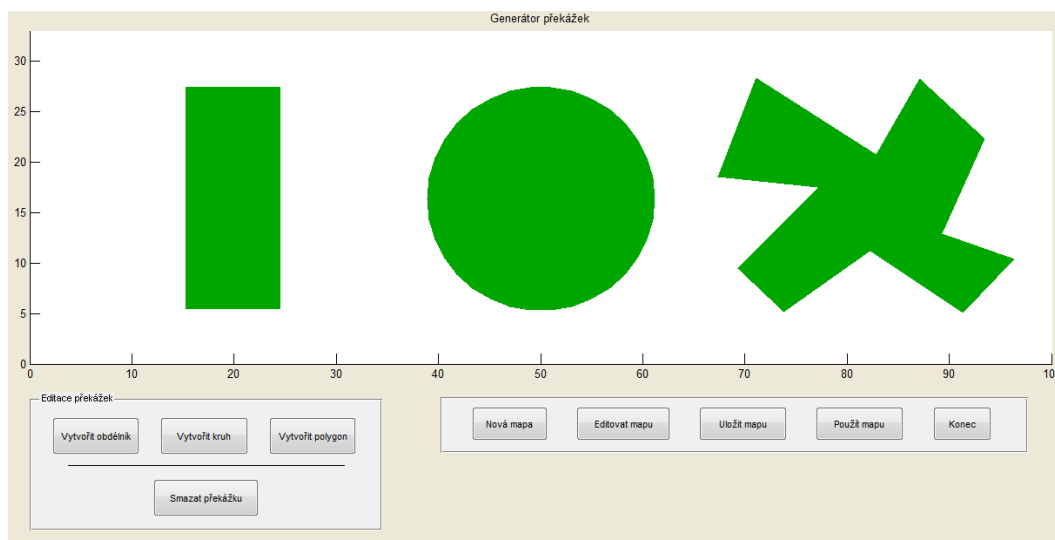 Generátor překážek
30
25
20
15
10
5
0
0 10 20 30 40 50 60 70 80 90 10
Editace překážek
Vytvořit obdélník Vytvořit kruh Vytvořit polygon
Smazat překážku
Nová mapa Editovat mapu Uložit mapu Použít mapu Konec